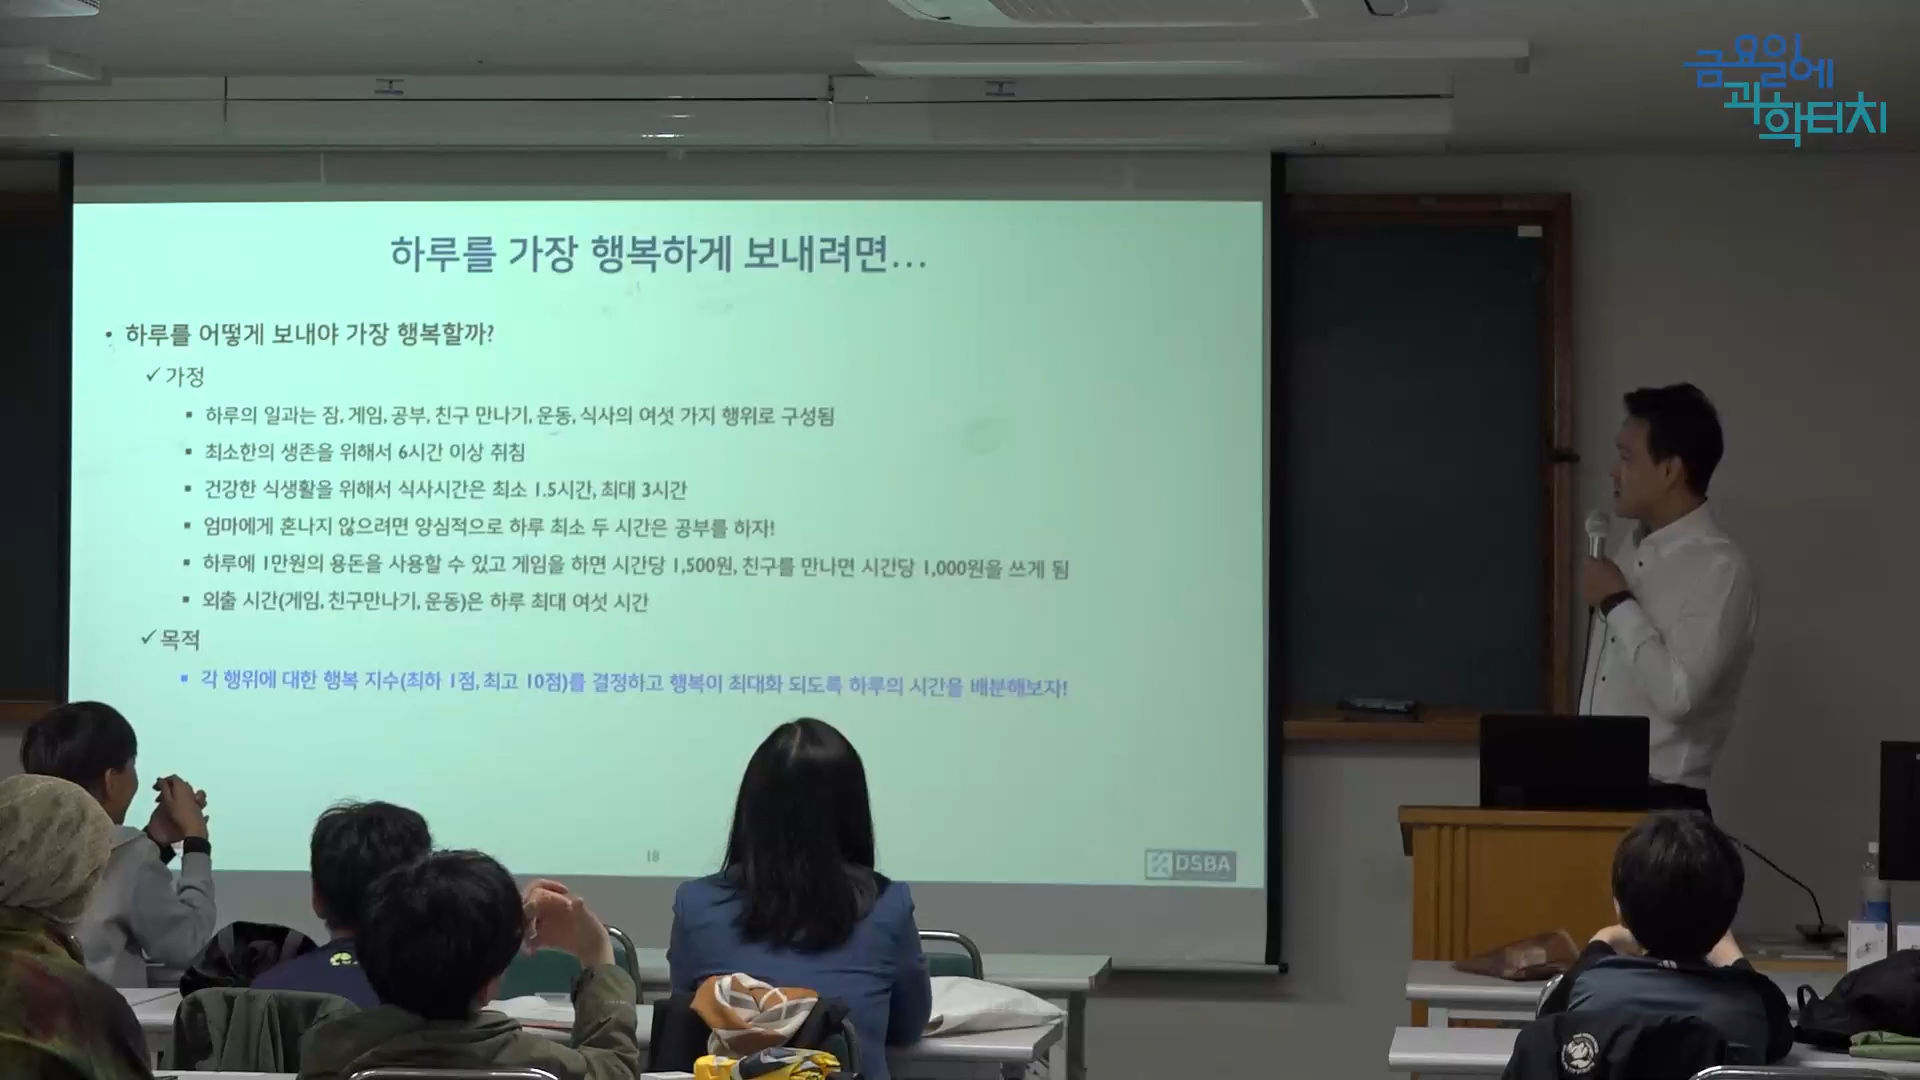 금요일에
과학터치
하루를 가장 행복하게 보내려면...
• 하루를 어떻게 보내야 가장 행복할까?
✓ 가정
▪ 하루의 일과는 잠, 게임, 공부, 친구 만나기, 운동, 식사의 여섯 가지 행위로 구성됨
▪ 최소한의 생존을 위해서 6시간 이상 취침
▪ 건강한 식생활을 위해서 식사시간은 최소 1.5시간, 최대 3시간
▪ 엄마에게 혼나지 않으려면 양심적으로 하루 최소 두 시간은 공부를 하자!
▪ 하루에 1만원의 용돈을 사용할 수 있고 게임을 하면 시간당 1,500원, 친구를 만나면 시간당 1,000원을 쓰게 됨
▪ 외출 시간(게임, 친구만나기, 운동)은 하루 최대 여섯 시간
✓ 목적
▪ 각 행위에 대한 행복 지수(최하 1점, 최고 10점)를 결정하고 행복이 최대화 되도록 하루의 시간을 배분해보자!
18
DSBA